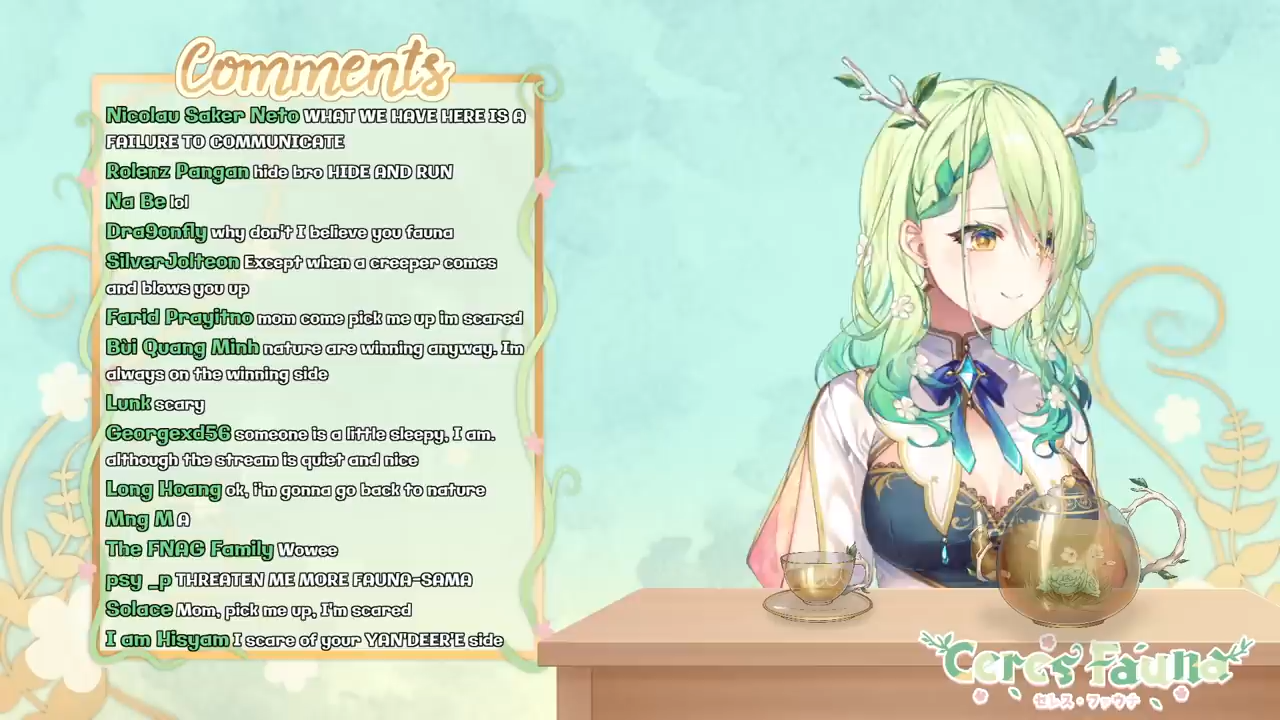 Comments
Nicolau Saker Neto WHAT WE HAVE HERE IS A
FAILURE TO COMMUNICATE
Rolenz Pangan hide bro HIDE AND RUN
Na Be lol
Dra9onfly why don't I believe you fauna
SilverJolteon Except when a creeper comes
and blows you up
Farid Prayitno mom come pick me up im scared
Bùi Quang Minh nature are winning anyway. Im
always on the winning side
Lunk scary
Georgexd56 someone is a little sleepy, I am.
although the stream is quiet and nice
Long Hoang ok, i'm gonna go back to nature
Mng M A
The FNAG Family Wowee
psy _p THREATEN ME MORE FAUNA-SAMA
Solace Mom, pick me up, I'm scared
I am Hisyam I scare of your YAN'DEER'E side
Ceres Fauna
セレス・ファウナ